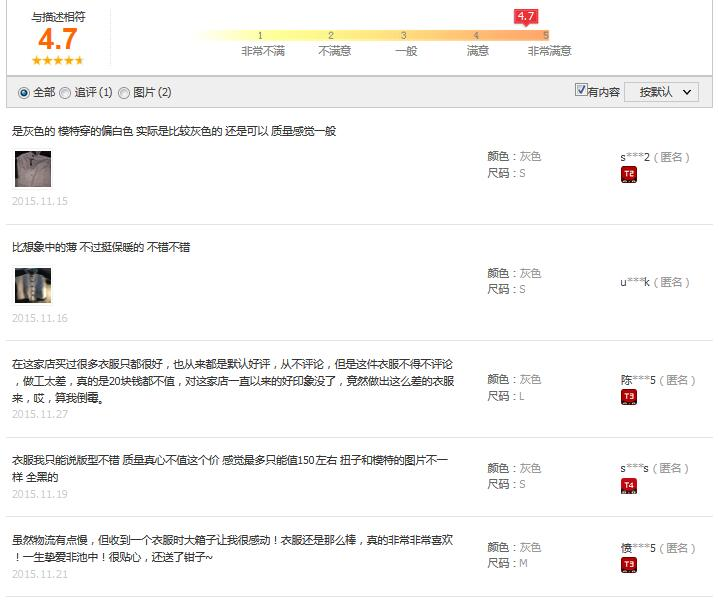 与描述相符
4.7
4.7
1 2 3 4 5
非常不满 不满意 一般 满意 非常满意
全部 追评 (1) 图片 (2)
有内容 按默认
是灰色的 模特穿的偏白色 实际是比较灰色的 还是可以 质量感觉一般
颜色：灰色
尺码：S
s***2（匿名）
T2
2015.11.15
比想象中的薄 不过挺保暖的 不错不错
颜色：灰色
尺码：S
u***k（匿名）
2015.11.16
在这家店买过很多衣服只都很好，也从来都是默认好评，从不评论，但是这件衣服不得不评论
，做工太差，真的是20块钱都不值，对这家店一直以来的好印象没了，竟然做出这么差的衣服
来，哎，算我倒霉。
颜色：灰色
尺码：L
陈***5（匿名）
T3
2015.11.27
衣服我只能说版型不错 质量真心不值这个价 感觉最多只能值150左右 扭子和模特的图片不一
样 全黑的
颜色：灰色
尺码：S
s***s（匿名）
T4
2015.11.19
虽然物流有点慢，但收到一个衣服时大箱子让我很感动！衣服还是那么棒，真的非常非常喜欢
！一生挚爱非池中！很贴心，还送了钳子~
颜色：灰色
尺码：M
愤***5（匿名）
T3
2015.11.21